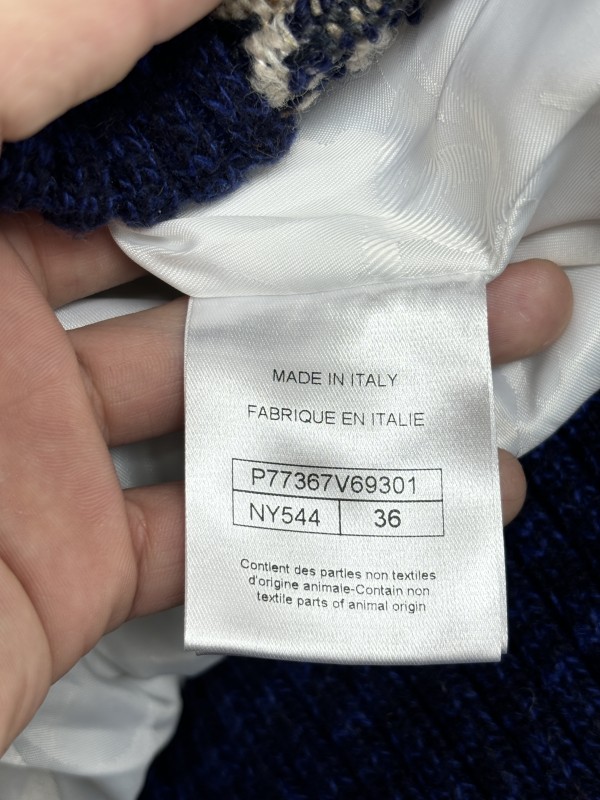 MADE IN ITALY
FABRIQUE EN ITALIE
P77367V69301
NY544 36
Contient des parties non textiles
d'origine animale-Contain non
textile parts of animal origin